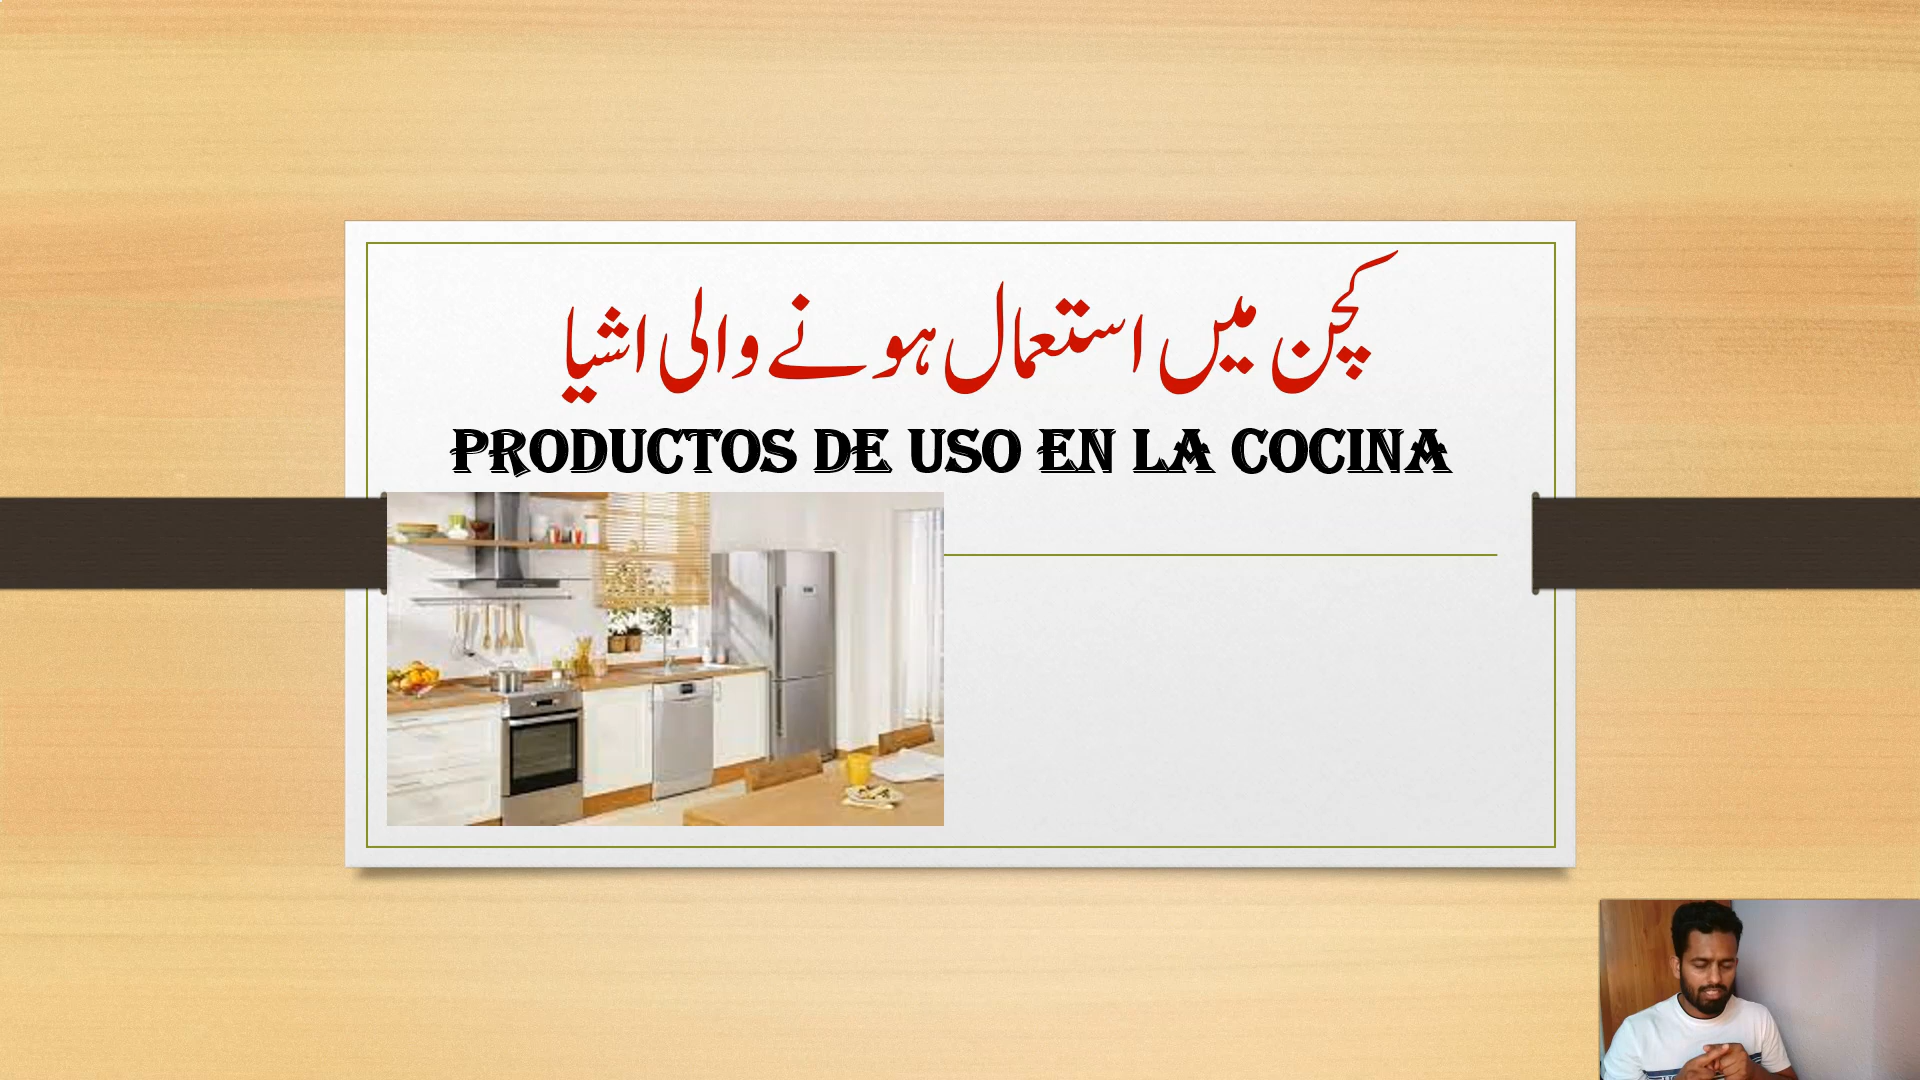 کچن میں استعمال ہونے والی اشیا
PRODUCTOS DE USO EN LA COCINA